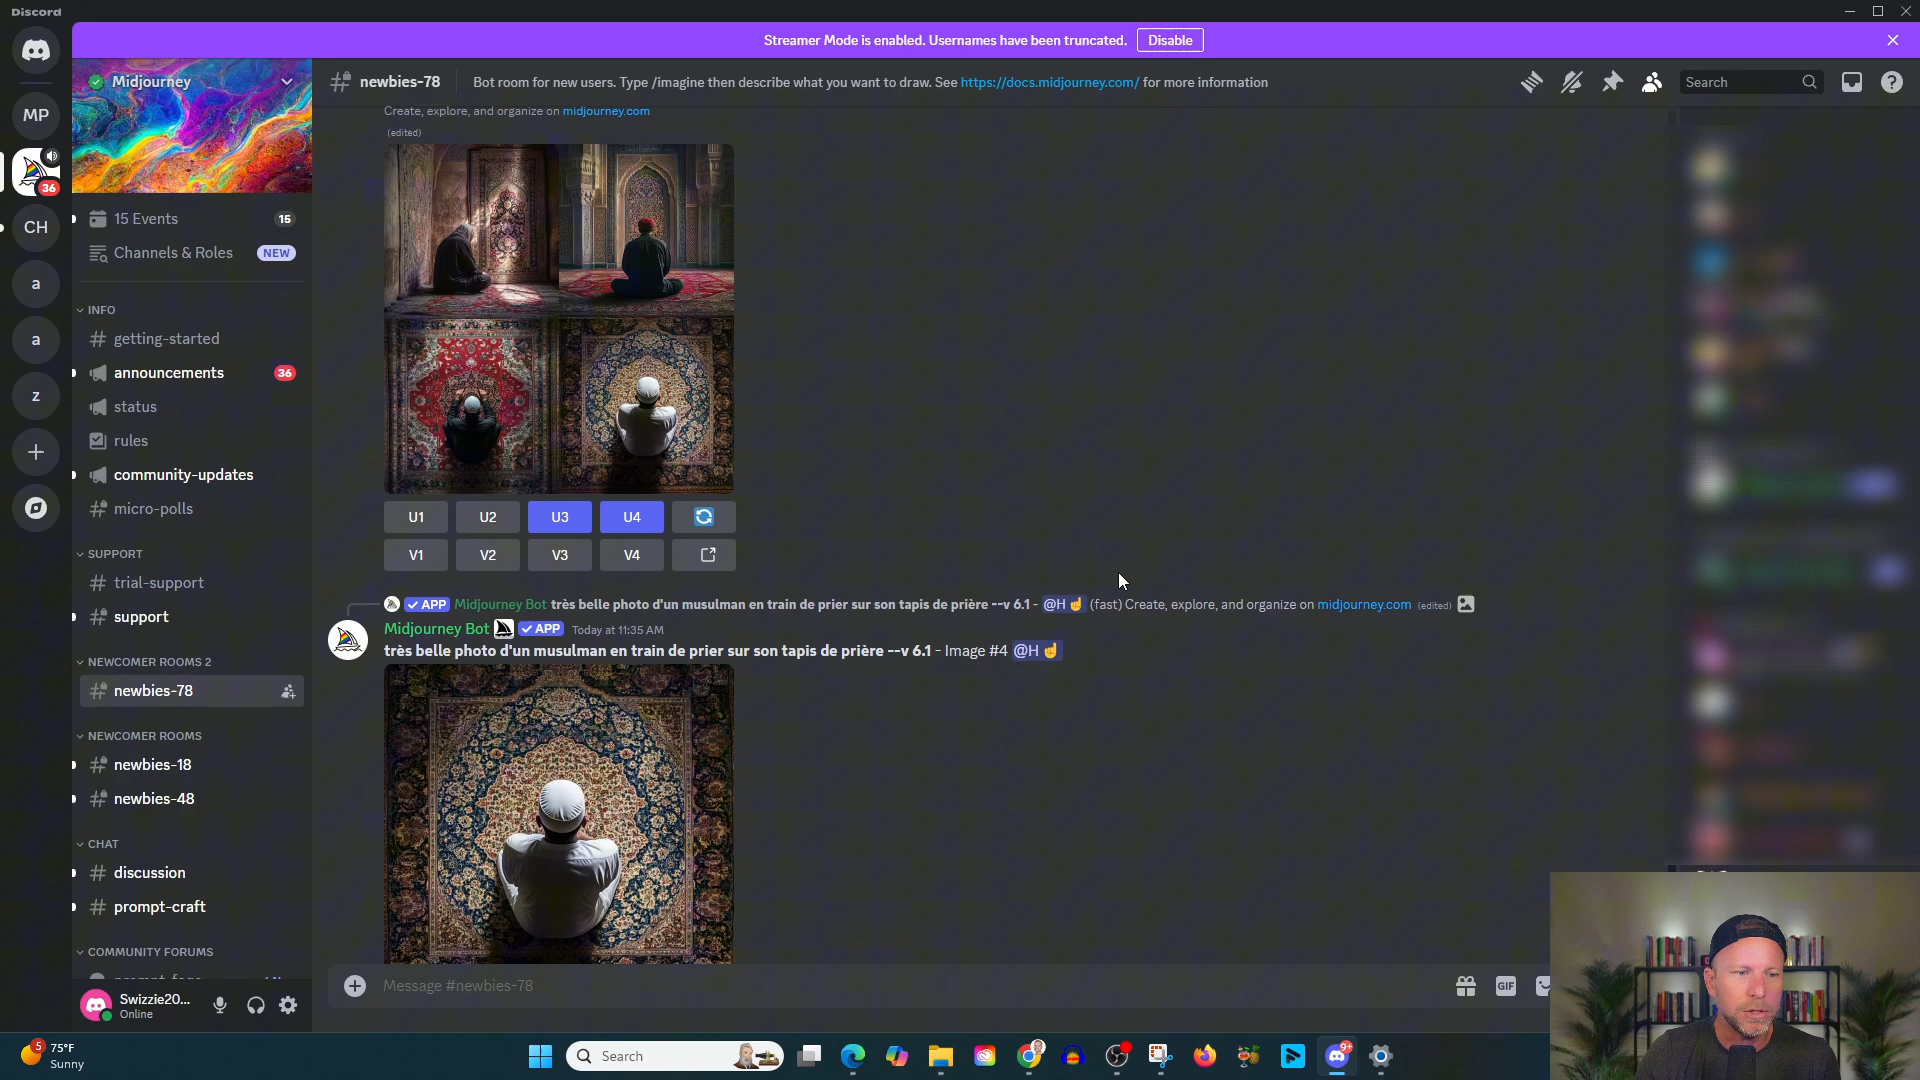 Discord
Streamer Mode is enabled. Usernames have been truncated.
Disable
MP
36
CH
a
a
z
Midjourney
15 Events
15
Channels & Roles
NEW
INFO
getting-started
announcements
36
status
rules
community-updates
micro-polls
SUPPORT
trial-support
support
NEWCOMER ROOMS 2
newbies-78
NEWCOMER ROOMS
newbies-18
newbies-48
CHAT
discussion
prompt-craft
COMMUNITY FORUMS
Swizzie20...
Online
newbies-78
Bot room for new users. Type /imagine then describe what you want to draw. See https://docs.midjourney.com/ for more information
Search
Create, explore, and organize on midjourney.com
(edited)
U1 U2 U3 U4
V1 V2 V3 V4
APP Midjourney Bot très belle photo d'un musulman en train de prier sur son tapis de prière --v 6.1 - @H (fast) Create, explore, and organize on midjourney.com (edited)
Midjourney Bot APP Today at 11:35 AM
très belle photo d'un musulman en train de prier sur son tapis de prière --v 6.1 - Image #4 @H
Message #newbies-78
GIF
5
75°F
Sunny
Search
9+